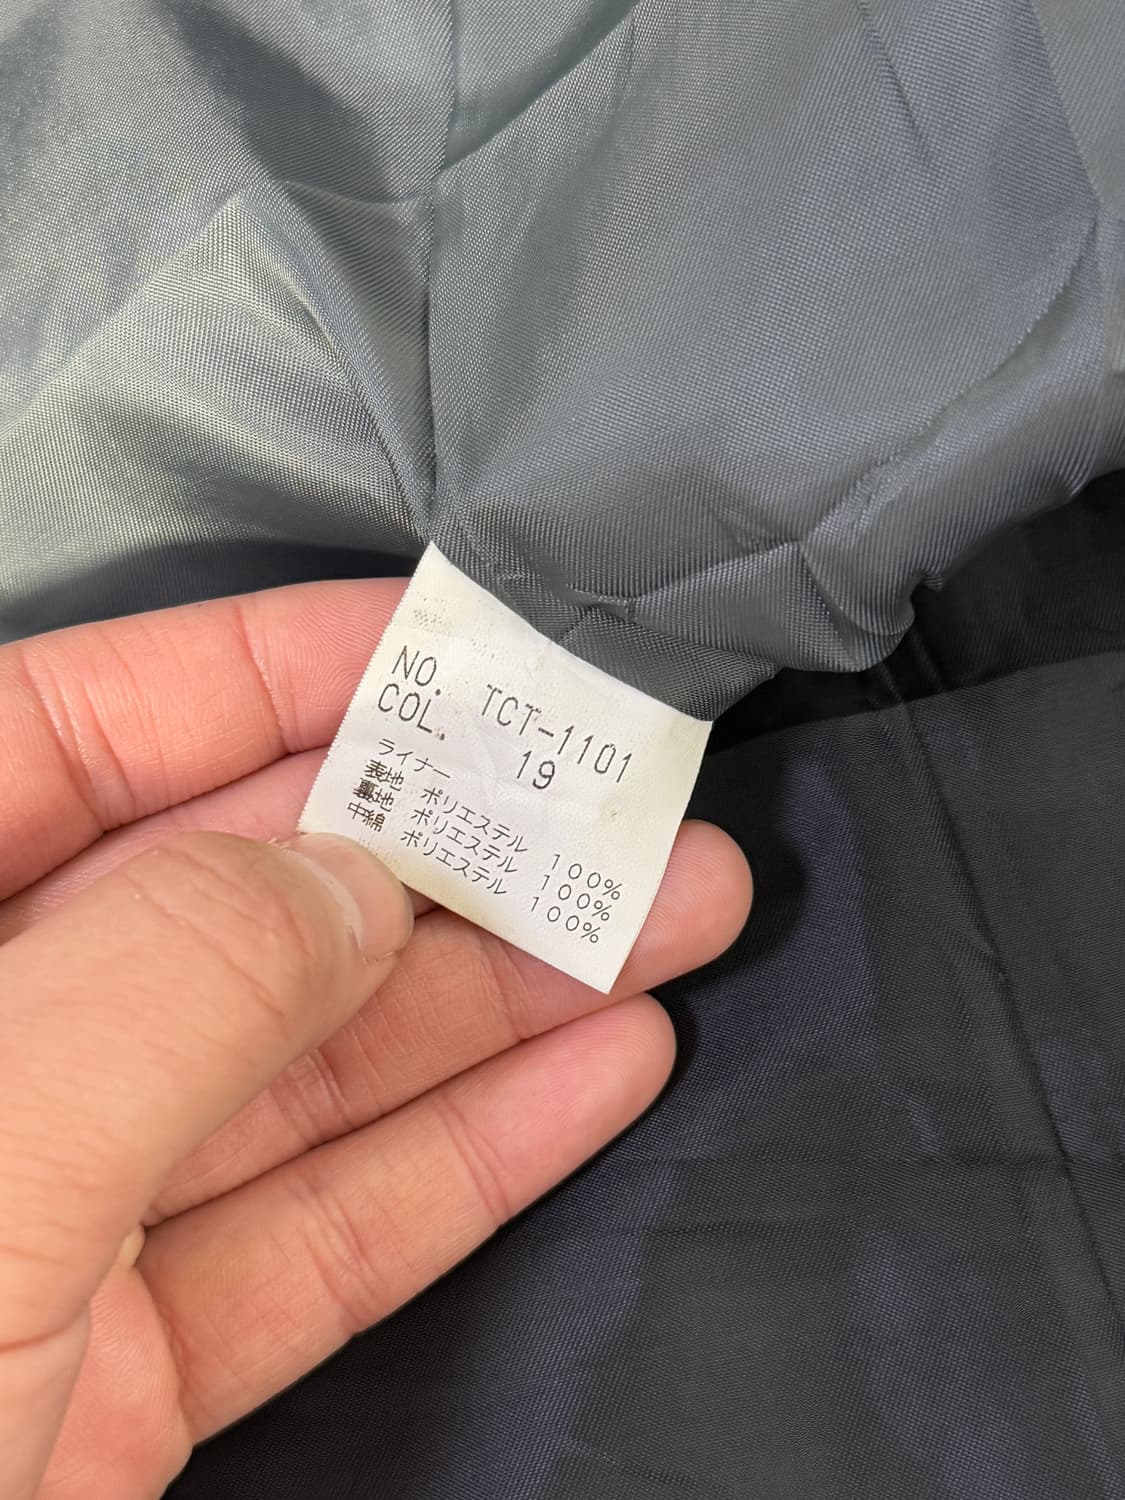 NO. TCT-1101
COL. 19
ライナー
表地 ポリエステル 100%
裏地 ポリエステル 100%
中綿 ポリエステル 100%